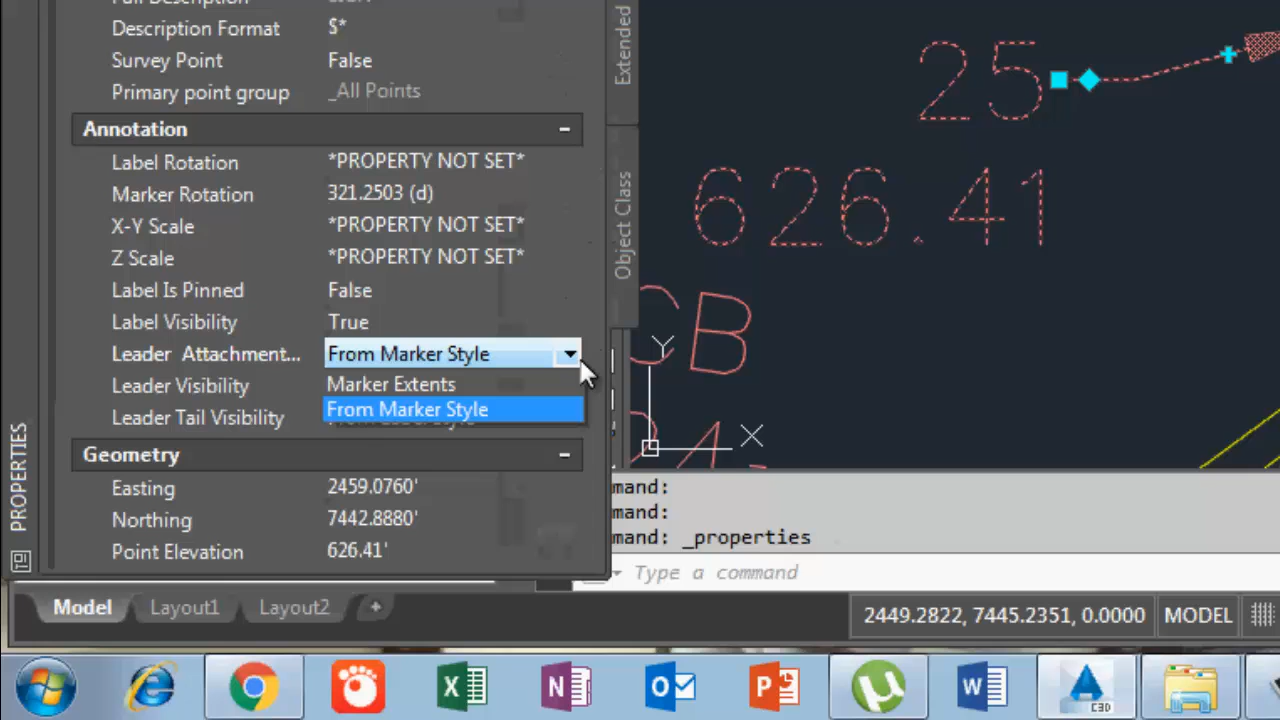 Description Format $*
Survey Point False
Primary point group _All Points
Annotation −
Label Rotation *PROPERTY NOT SET*
Marker Rotation 321.2503 (d)
X-Y Scale *PROPERTY NOT SET*
Z Scale *PROPERTY NOT SET*
Label Is Pinned False
Label Visibility True
Leader Attachment... From Marker Style
Leader Visibility Marker Extents
From Marker Style
Leader Tail Visibility
Geometry −
Easting 2459.0760'
Northing 7442.8880'
Point Elevation 626.41'
PROPERTIES
Extended
Object Class
25
626.41
CB
Y
X
mand:
mand:
mand: _properties
Type a command
Model Layout1 Layout2 +
2449.2822, 7445.2351, 0.0000 MODEL
X N O P µ W A C3D